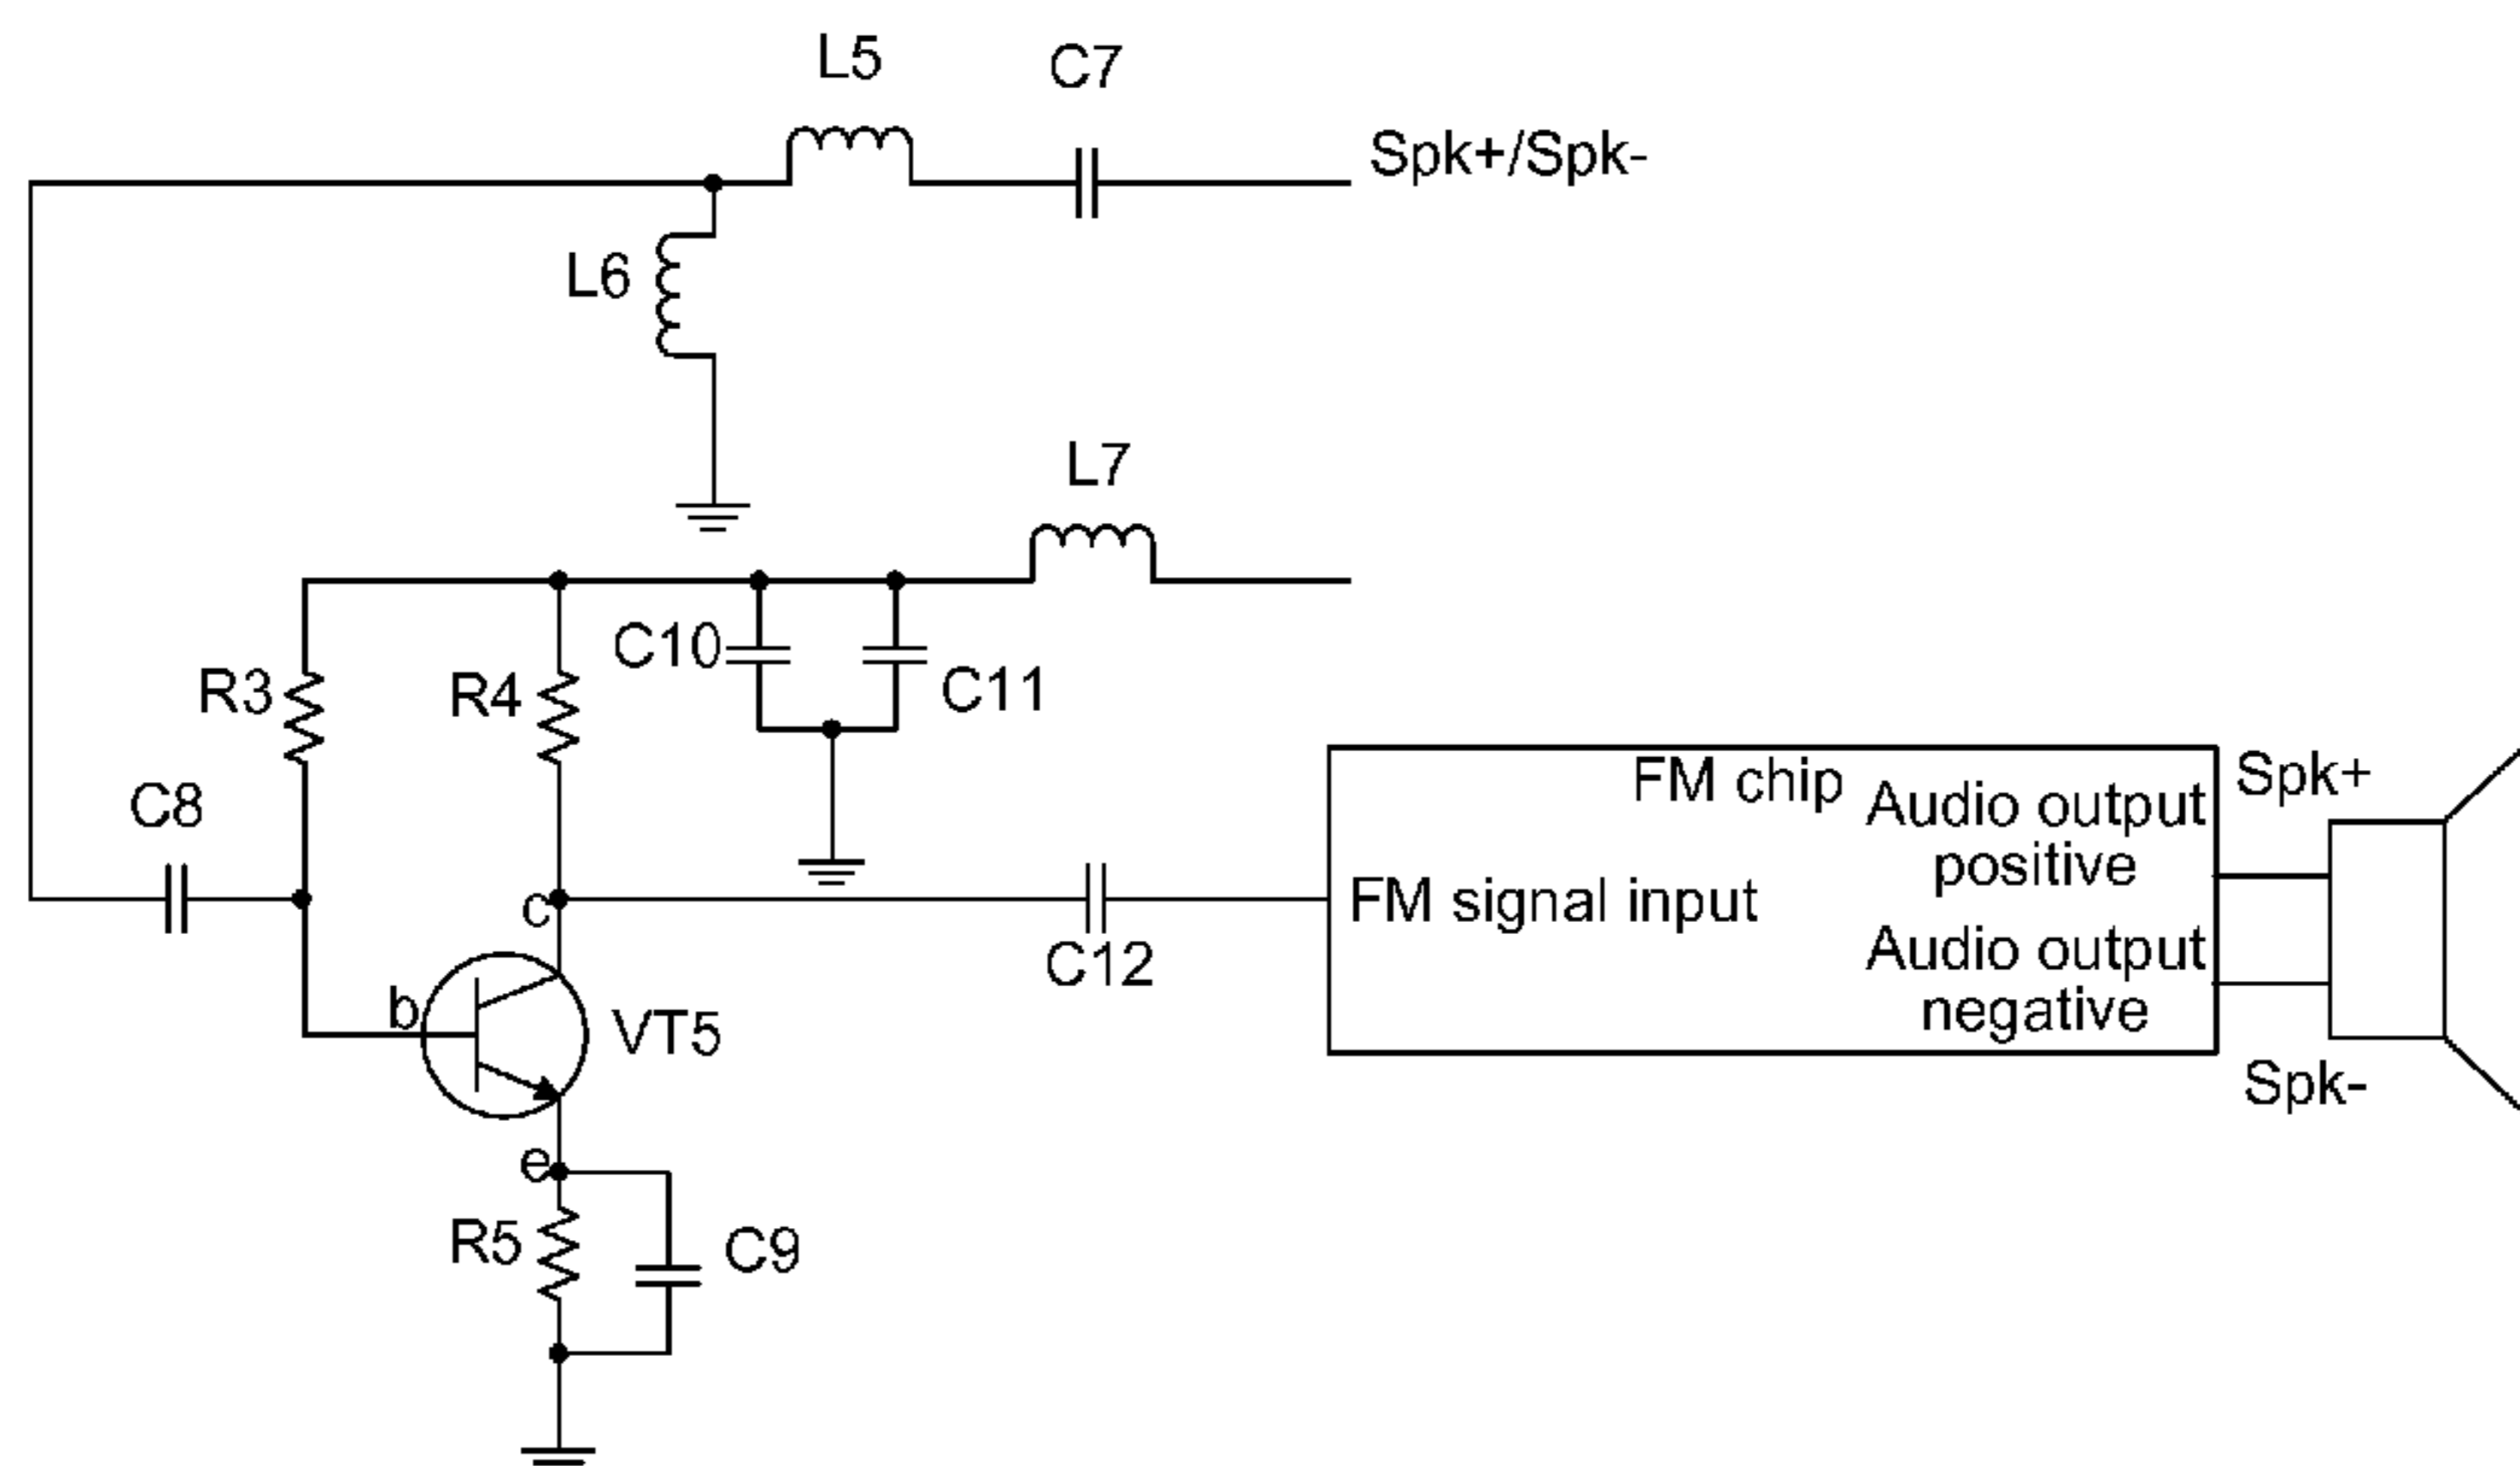 L5
C7
Spk+/Spk-
L6
L7
C10
R3
R4
C11
C8
FM chip
Spk+
Audio output
positive
c
FM signal input
C12
Audio output
negative
b
VT5
Spk-
e
R5
C9